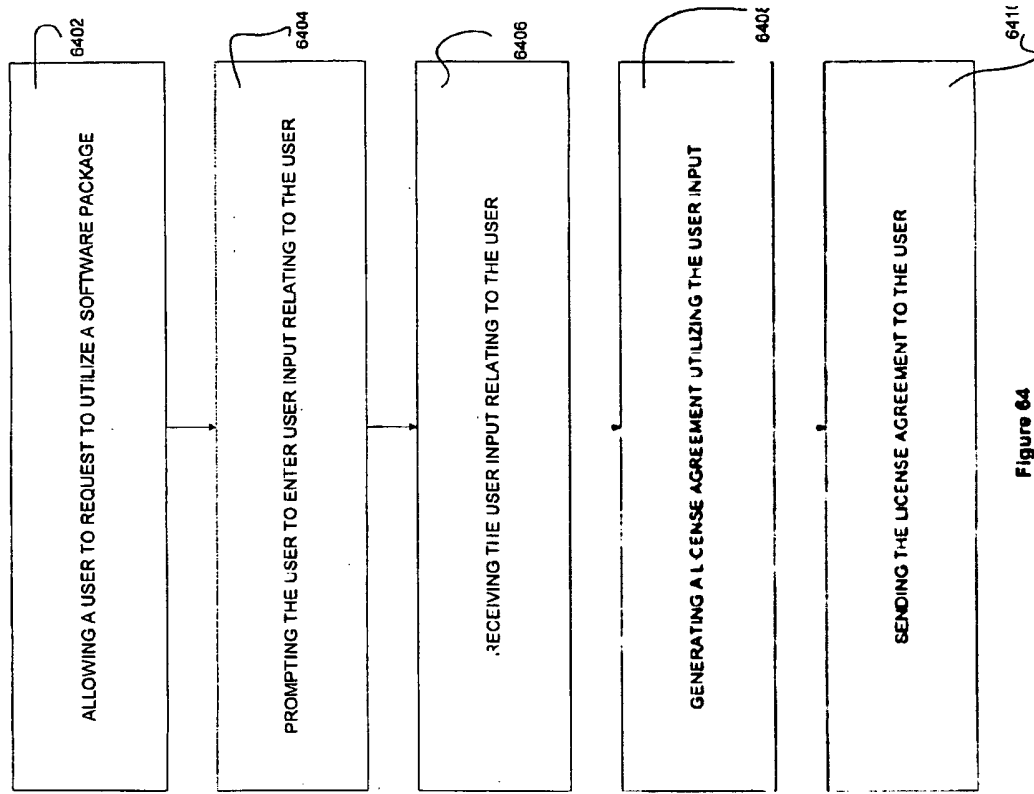 6402
ALLOWING A USER TO REQUEST TO UTILIZE A SOFTWARE PACKAGE
6404
PROMPTING THE USER TO ENTER USER INPUT RELATING TO THE USER
6406
RECEIVING THE USER INPUT RELATING TO THE USER
6408
GENERATING A LICENSE AGREEMENT UTILIZING THE USER INPUT
6410
SENDING THE LICENSE AGREEMENT TO THE USER
Figure 64